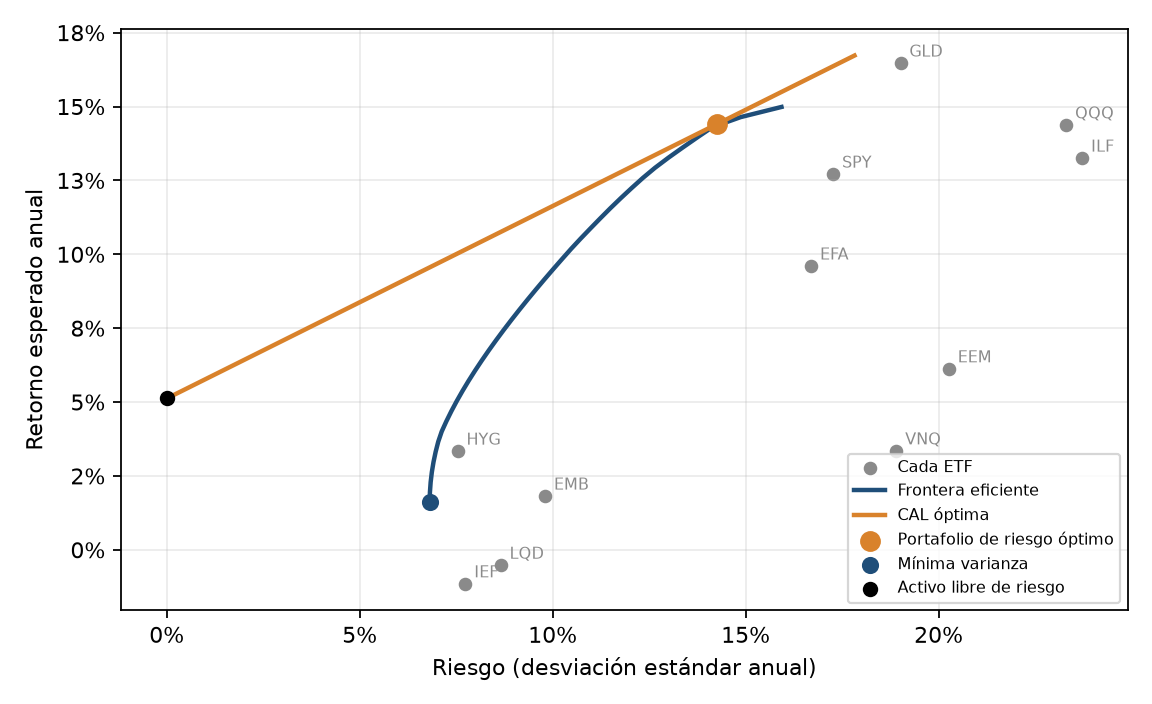 18%
15%
13%
10%
8%
5%
2%
0%
Retorno esperado anual
GLD
QQQ
ILF
SPY
EFA
EEM
VNQ
HYG
EMB
LQD
IEF
Cada ETF
Frontera eficiente
CAL óptima
Portafolio de riesgo óptimo
Mínima varianza
Activo libre de riesgo
0%
5%
10%
15%
20%
Riesgo (desviación estándar anual)